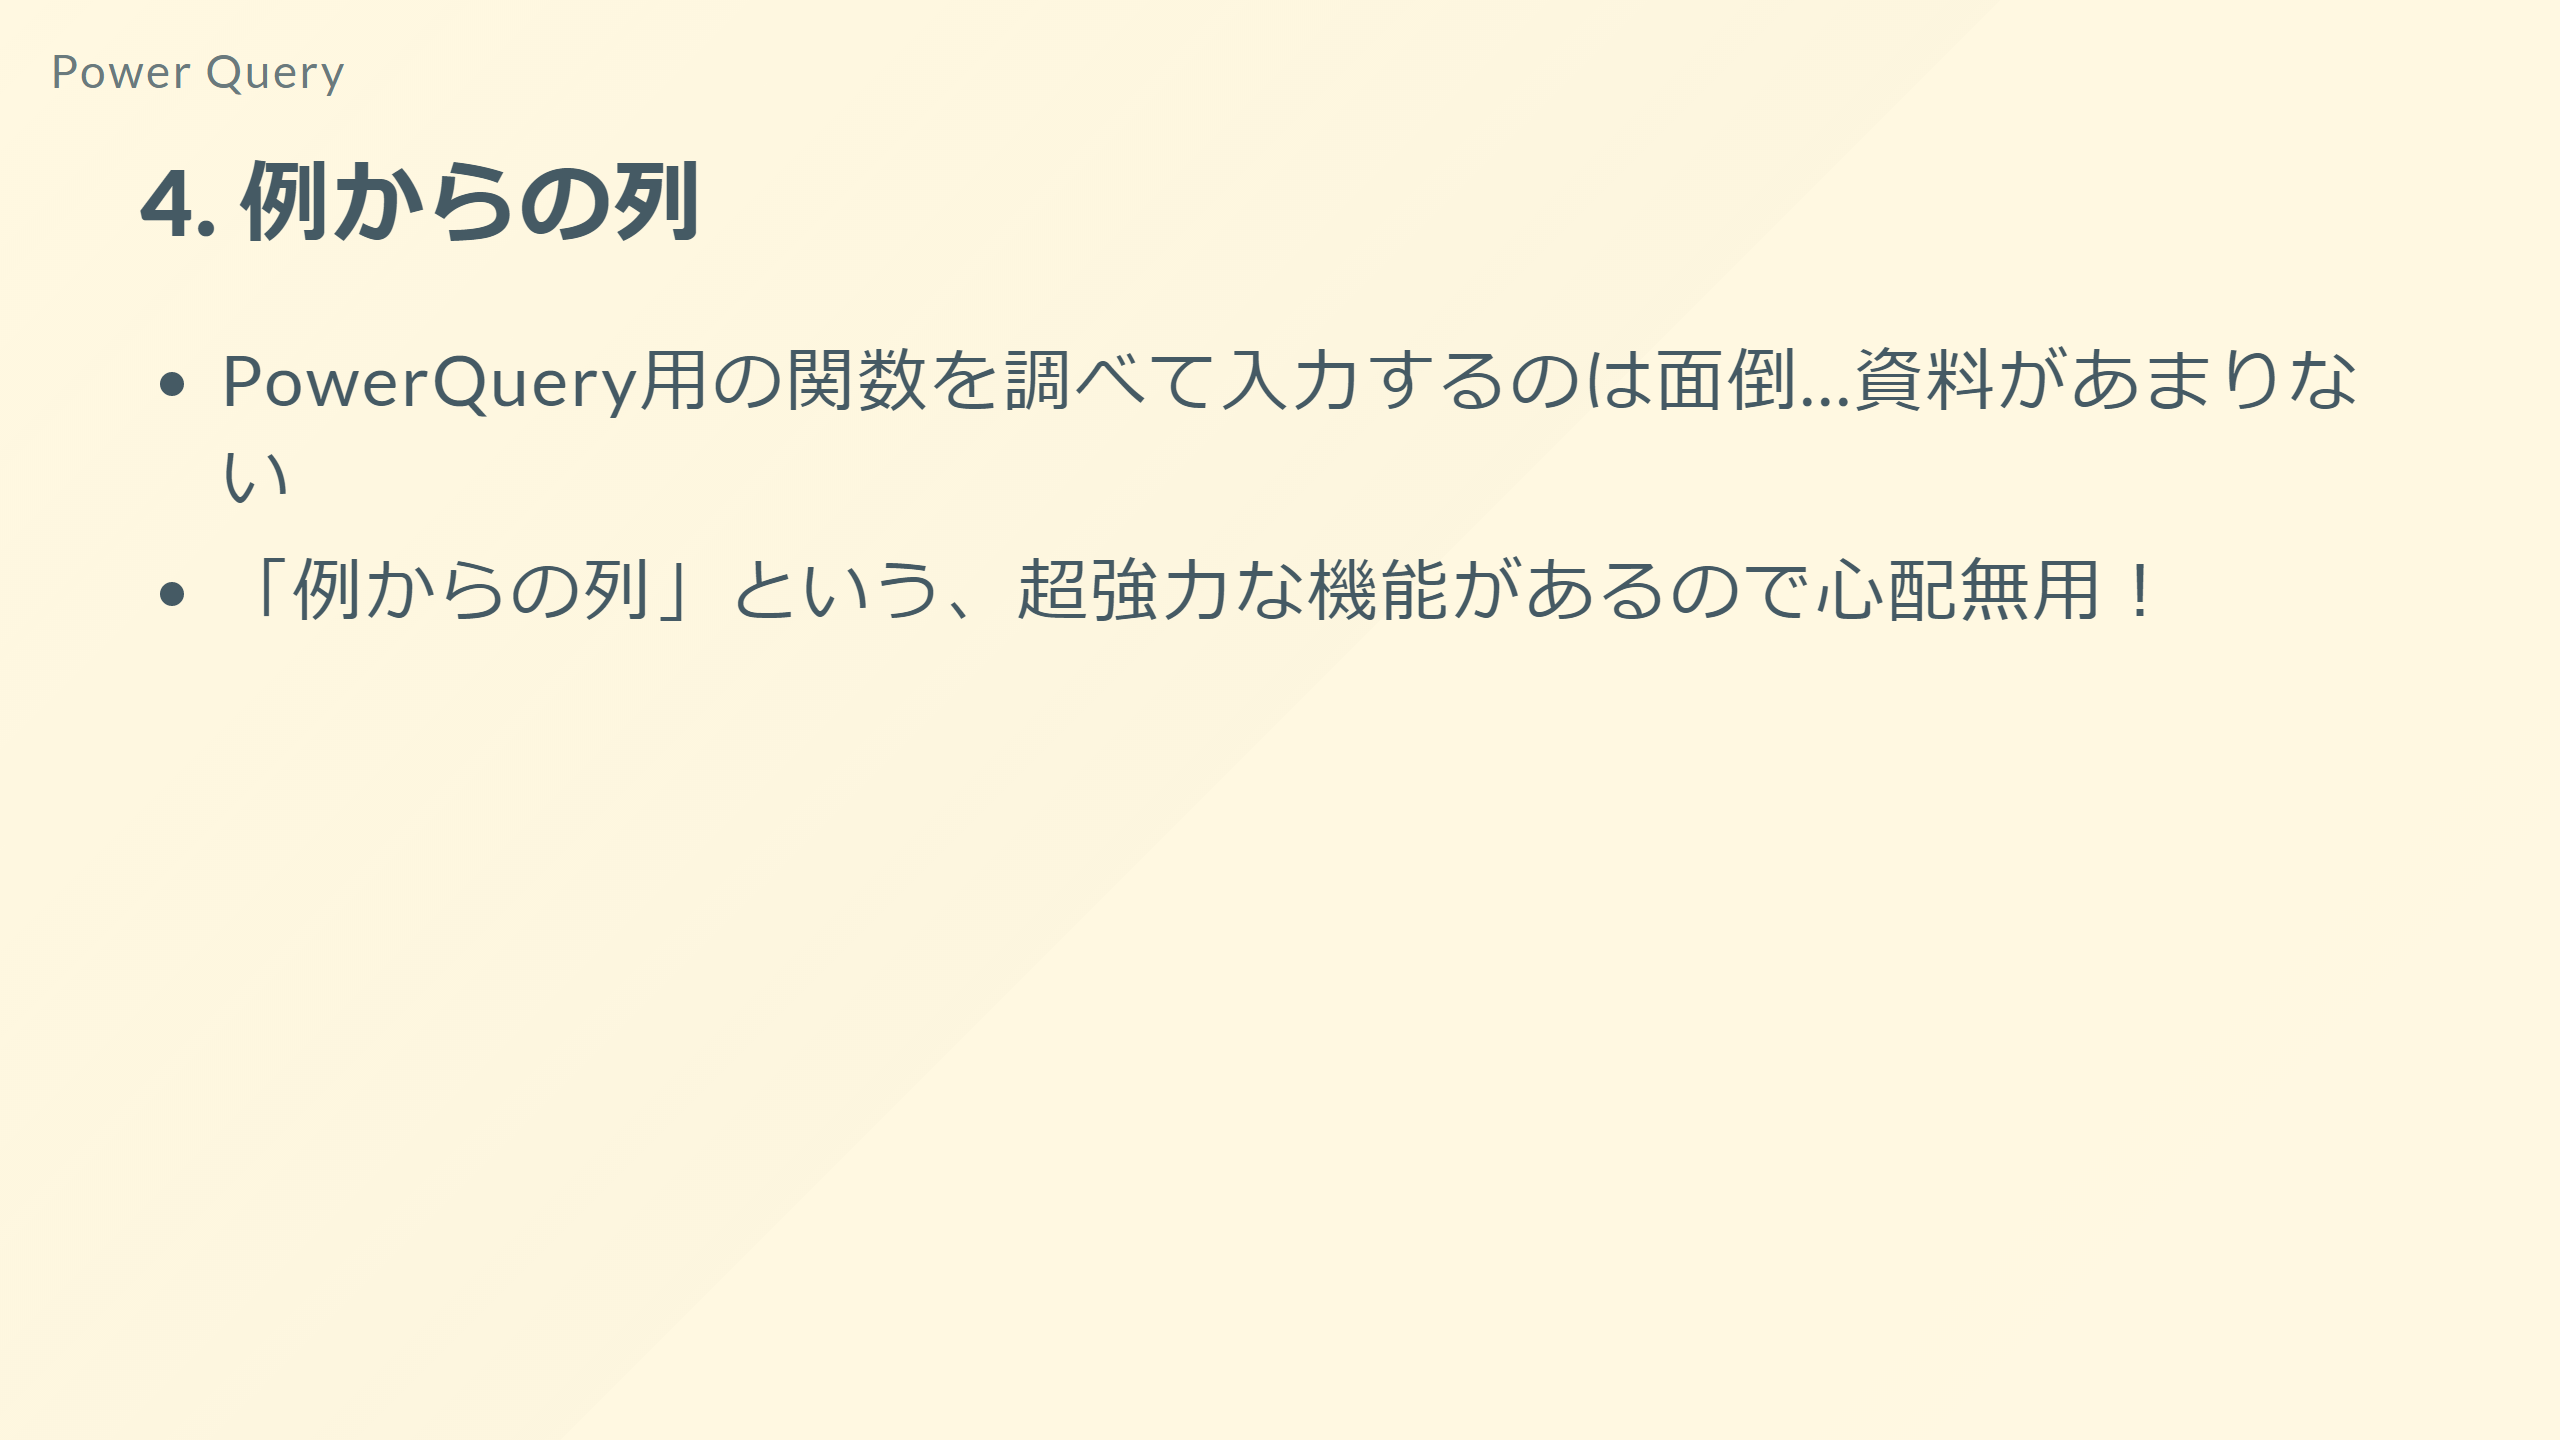 Power Query
4. 例からの列
• PowerQuery用の関数を調べて入力するのは面倒...資料があまりな
い
• 「例からの列」という、超強力な機能があるので心配無用！